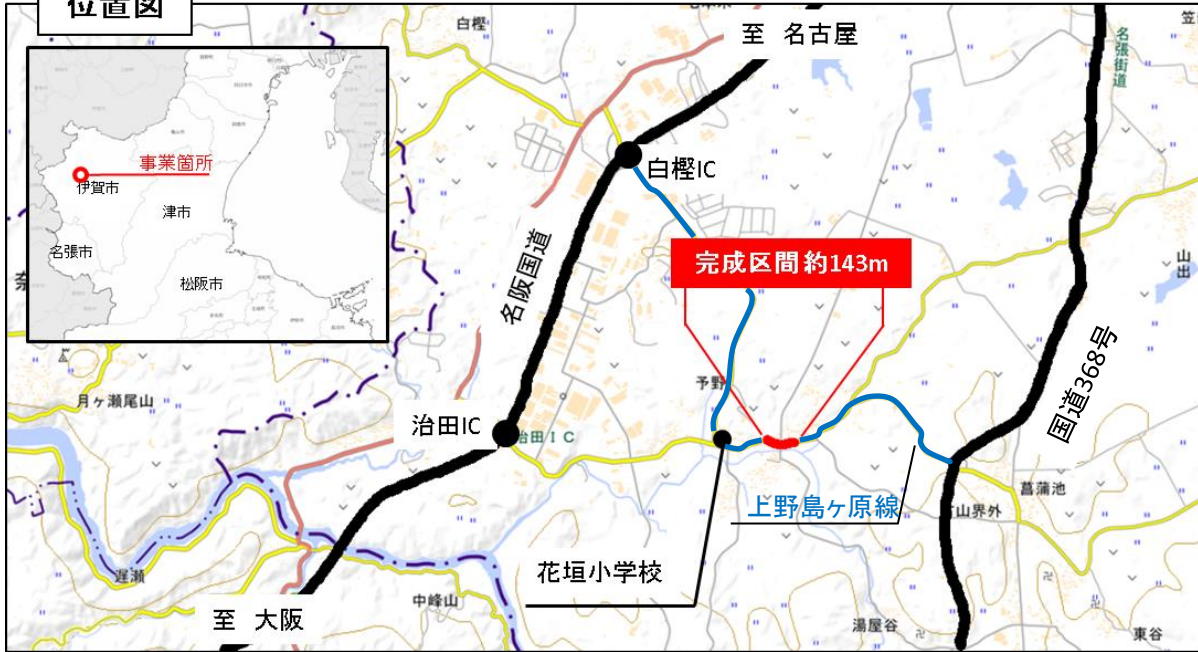 位置図
白樫
至 名古屋
名張街道
事業箇所
伊賀市
津市
名張市
松阪市
白樫IC
名阪国道
完成区間約143m
山出
国道368号
予野
月ヶ瀬尾山
治田IC
治田IC
上野島ヶ原線
菖蒲池
山界外
花垣小学校
遅瀬
中峰山
至 大阪
湯屋谷
東谷